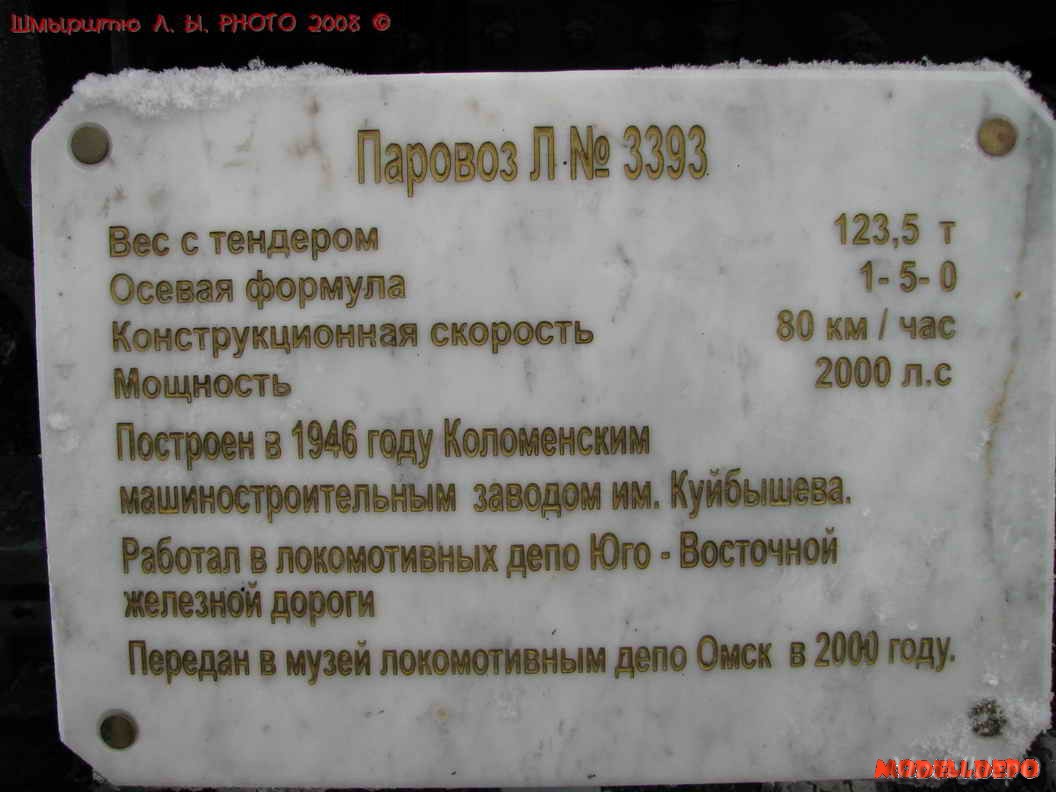 Шмырштю Л. Ы. PHOTO 2008 ©
Паровоз Л № 3393
Вес с тендером 123,5 т
Осевая формула 1- 5- 0
Конструкционная скорость 80 км / час
Мощность 2000 л.с
Построен в 1946 году Коломенским
машиностроительным заводом им. Куйбышева.
Работал в локомотивных депо Юго - Восточной
железной дороги
Передан в музей локомотивным депо Омск в 2000 году.